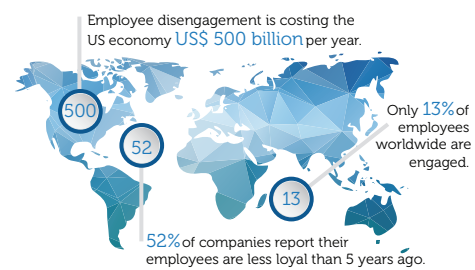 Employee disengagement is costing the
US economy US$ 500 billion per year.
500
Only 13% of
employees
worldwide are
engaged.
52
13
52% of companies report their
employees are less loyal than 5 years ago.